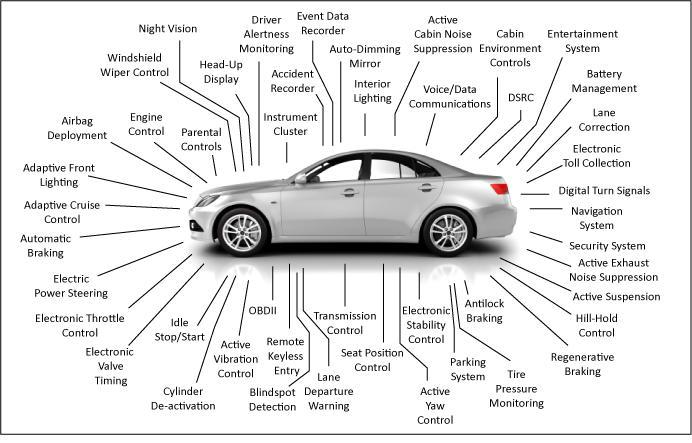 Night Vision
Driver
Alertness
Monitoring
Event Data
Recorder
Auto-Dimming
Mirror
Active
Cabin Noise
Suppression
Cabin
Environment
Controls
Entertainment
System
Windshield
Wiper Control
Head-Up
Display
Accident
Recorder
Interior
Lighting
Voice/Data
Communications
DSRC
Battery
Management
Airbag
Deployment
Engine
Control
Parental
Controls
Instrument
Cluster
Lane
Correction
Electronic
Toll Collection
Adaptive Front
Lighting
Digital Turn Signals
Adaptive Cruise
Control
Navigation
System
Automatic
Braking
Security System
Electric
Power Steering
Active Exhaust
Noise Suppression
Active Suspension
Electronic Throttle
Control
Idle
Stop/Start
OBDII
Transmission
Control
Electronic
Stability
Control
Antilock
Braking
Hill-Hold
Control
Electronic
Valve
Timing
Active
Vibration
Control
Remote
Keyless
Entry
Seat Position
Control
Parking
System
Regenerative
Braking
Cylinder
De-activation
Blindspot
Detection
Lane
Departure
Warning
Active
Yaw
Control
Tire
Pressure
Monitoring